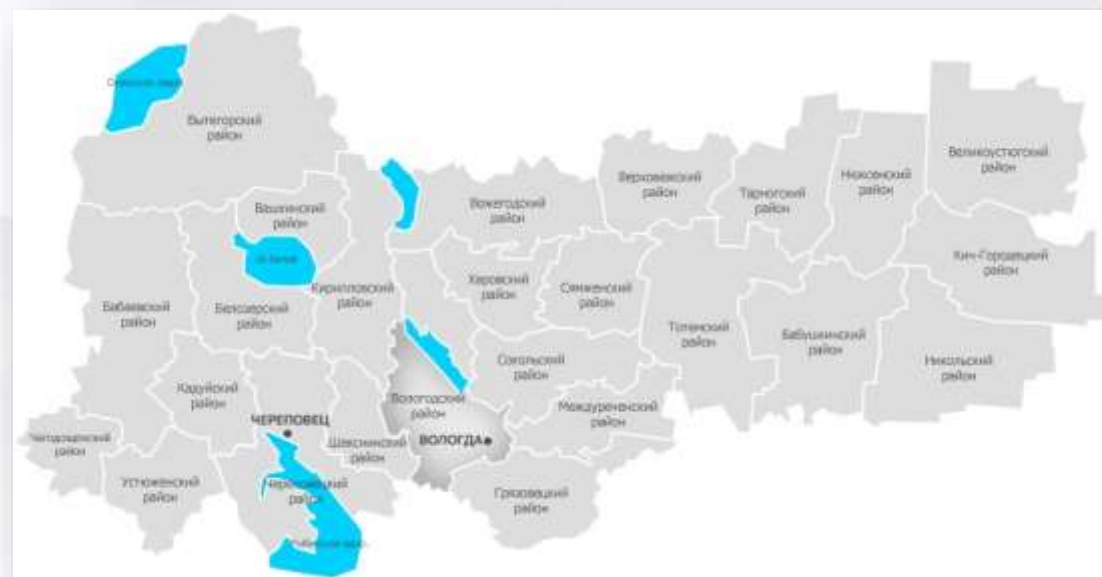 Вытегорский
район
Вашкинский
район
Вожегодский
район
Верховажский
район
Тарногский
район
Нюксенский
район
Великоустюгский
район
Кич-Городецкий
район
Бабаевский
район
Белозерский
район
Кирилловский
район
Харовский
район
Сямженский
район
Тотемский
район
Бабушкинский
район
Никольский
район
Сокольский
район
Кадуйский
район
Вологодский
район
Междуреченский
район
ЧЕРЕПОВЕЦ
ВОЛОГДА
Шекснинский
район
Чагодощенский
район
Устюженский
район
Череповецкий
район
Грязовецкий
район